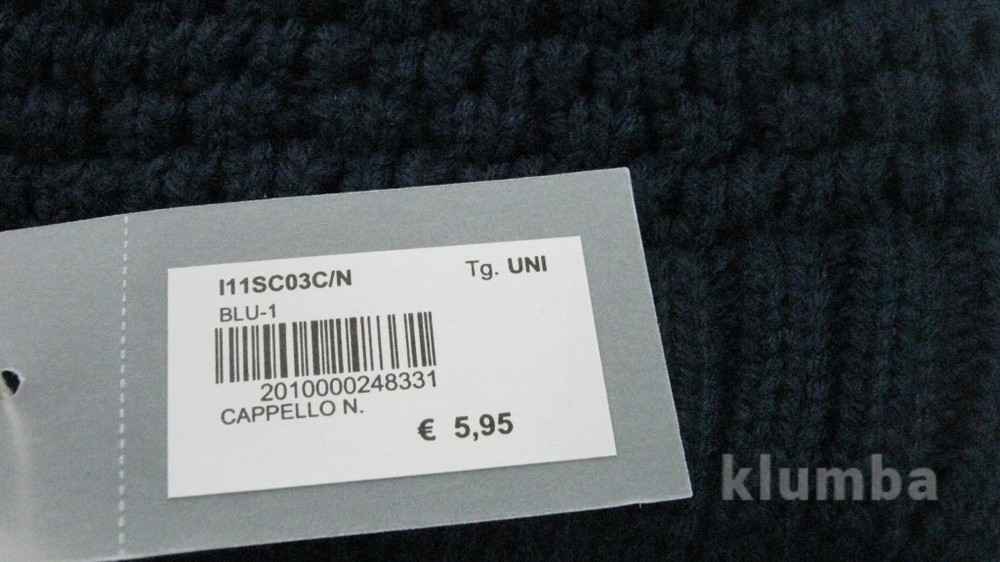 I11SC03C/N Tg. UNI
BLU-1
2010000248331
CAPPELLO N.
€ 5,95
klumba